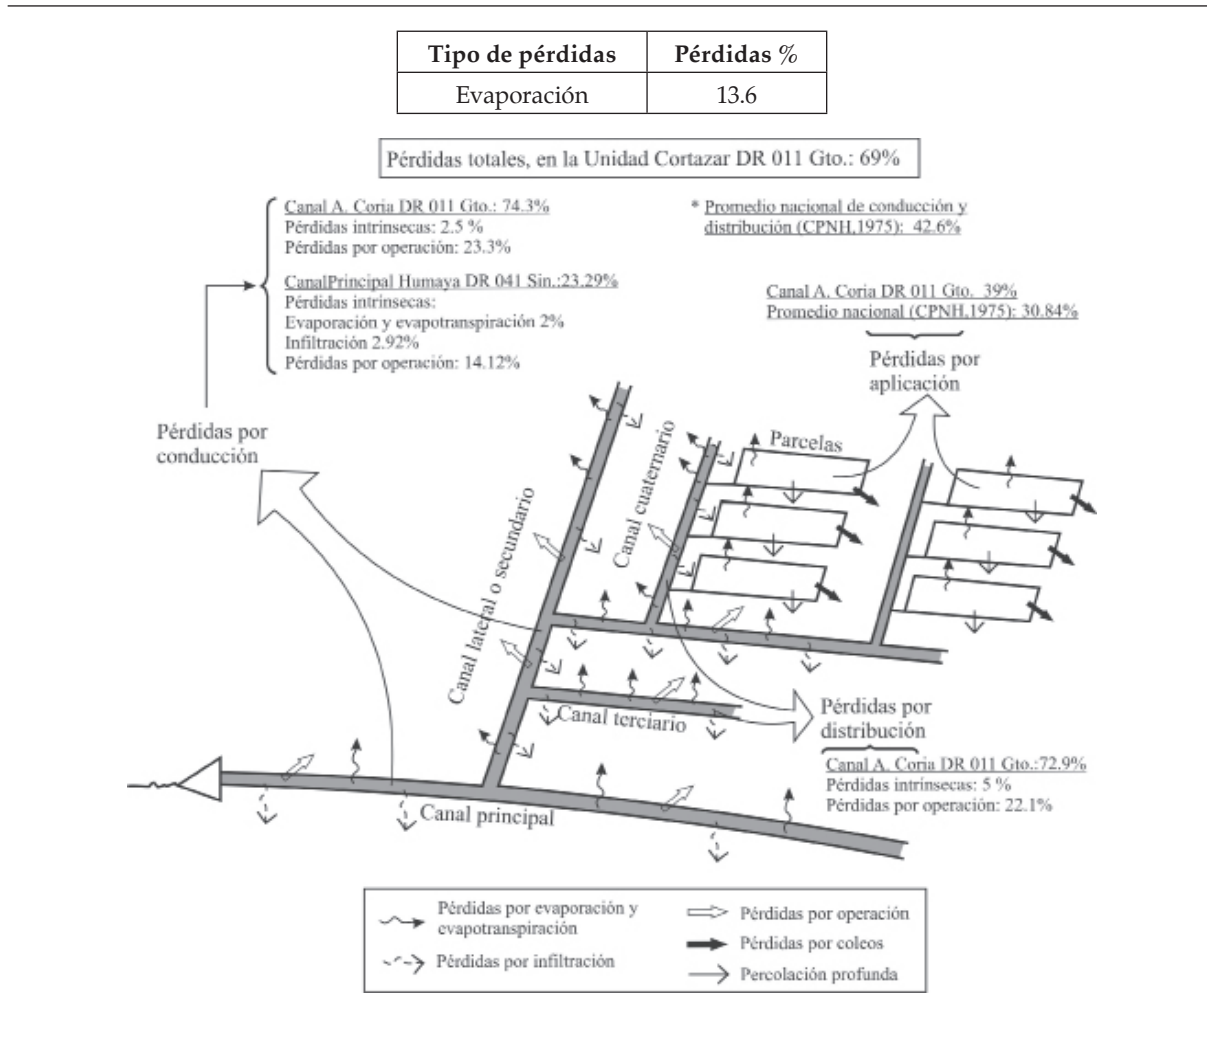 Tipo de pérdidas Pérdidas %
Evaporación 13.6
Pérdidas totales, en la Unidad Cortazar DR 011 Gto.: 69%
Canal A. Coria DR 011 Gto.: 74.3%
Pérdidas intrínsecas: 2.5 %
Pérdidas por operación: 23.3%
CanalPrincipal Humaya DR 041 Sin.:23.29%
Pérdidas intrínsecas:
Evaporación y evapotranspiración 2%
Infiltración 2.92%
Pérdidas por operación: 14.12%
* Promedio nacional de conducción y
distribución (CPNH,1975): 42.6%
Canal A. Coria DR 011 Gto. 39%
Promedio nacional (CPNH,1975): 30.84%
Pérdidas por
aplicación
Pérdidas por
conducción
Canal lateral o secundario
Canal cuaternario
Parcelas
Canal terciario
Canal principal
Pérdidas por
distribución
Canal A. Coria DR 011 Gto.:72.9%
Pérdidas intrínsecas: 5 %
Pérdidas por operación: 22.1%
Pérdidas por evaporación y
evapotranspiración
Pérdidas por infiltración
Pérdidas por operación
Pérdidas por coleos
Percolación profunda